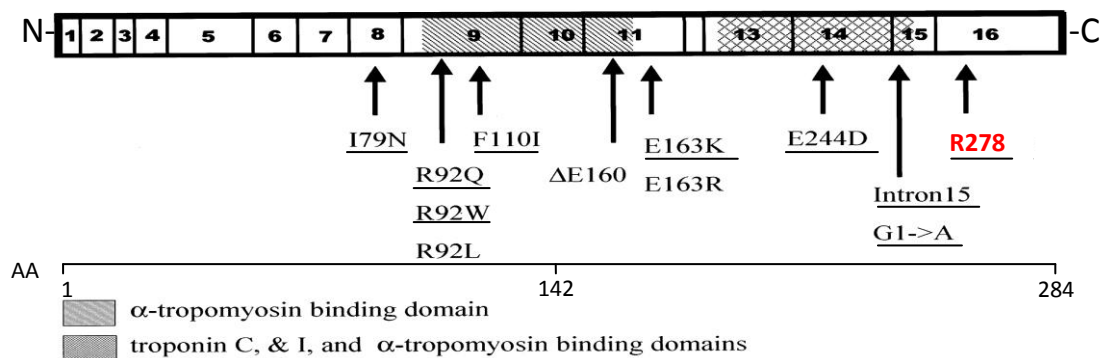 N- 1 2 3 4 5 6 7 8 9 10 11 13 14 15 16 -C
I79N F110I E163K E244D R278
R92Q ΔE160 E163R Intron15
R92W G1->A
R92L
AA
1 142 284
α-tropomyosin binding domain
troponin C, & I, and α-tropomyosin binding domains